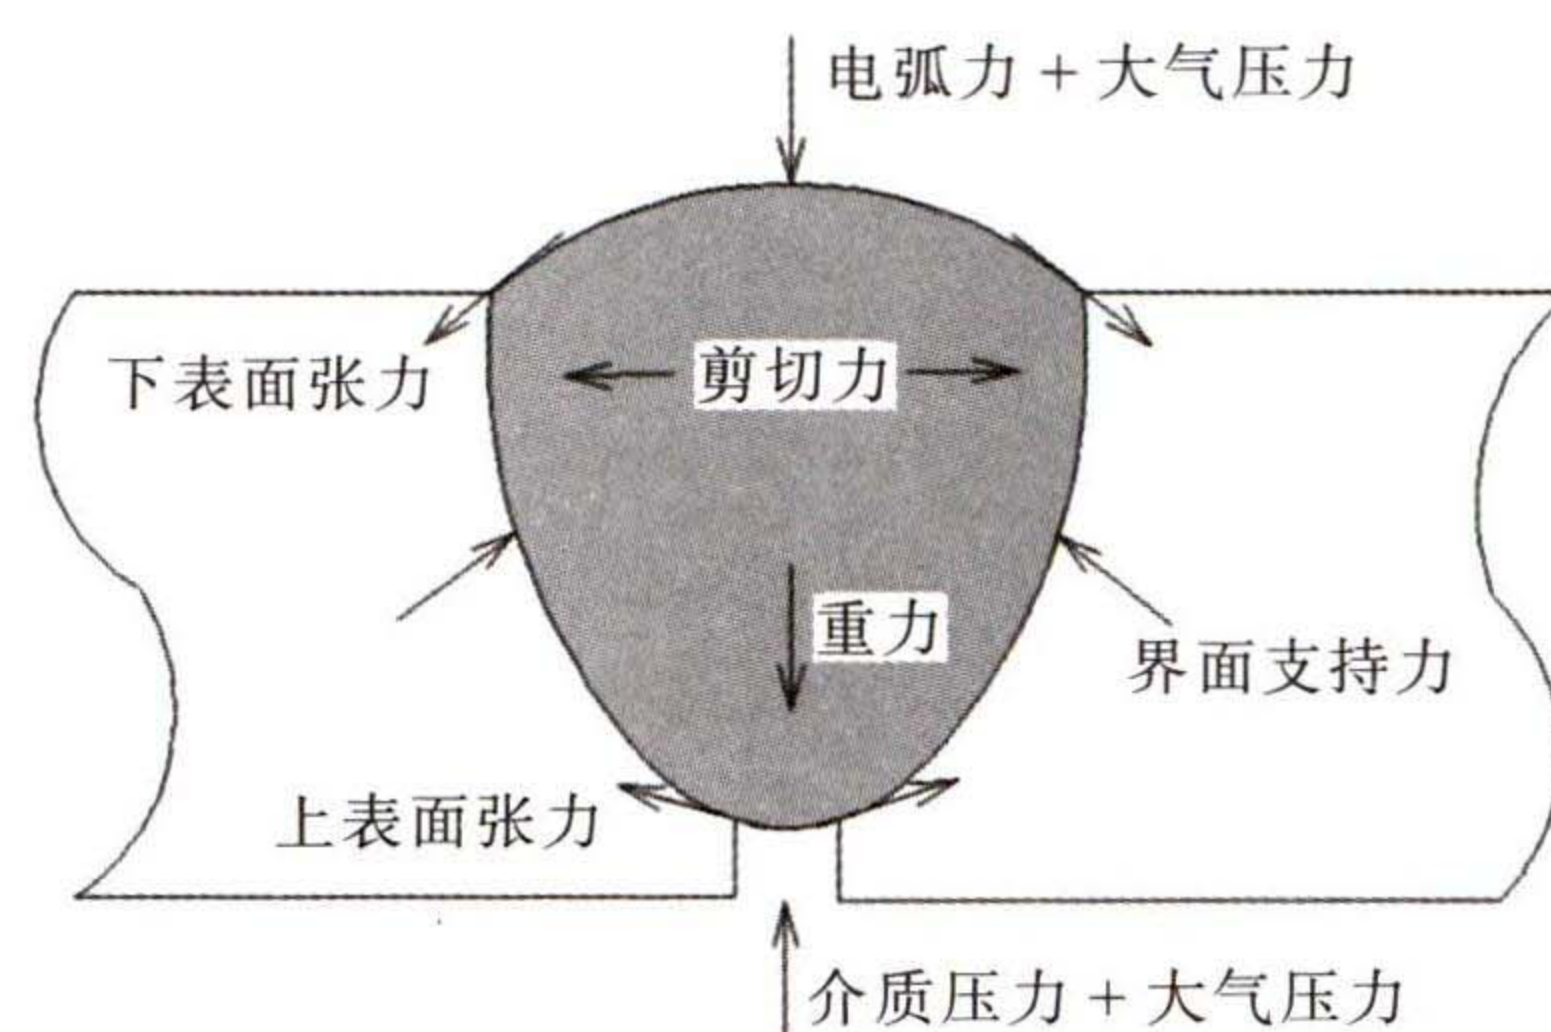 电弧力 + 大气压力
下表面张力
剪切力
重力
界面支持力
上表面张力
介质压力 + 大气压力